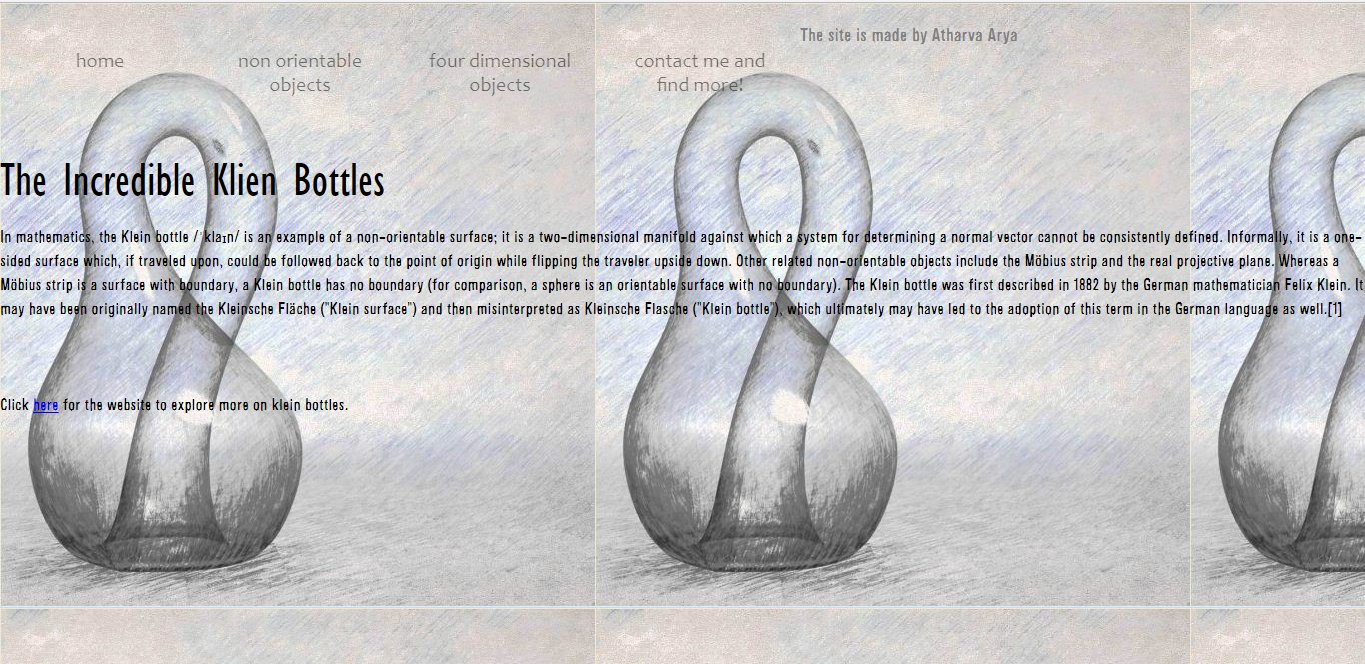 The site is made by Atharva Arya
home
non orientable
objects
four dimensional
objects
contact me and
find more!
The Incredible Klien Bottles
In mathematics, the Klein bottle /ˈklaɪn/ is an example of a non-orientable surface; it is a two-dimensional manifold against which a system for determining a normal vector cannot be consistently defined. Informally, it is a one-
sided surface which, if traveled upon, could be followed back to the point of origin while flipping the traveler upside down. Other related non-orientable objects include the Möbius strip and the real projective plane. Whereas a
Möbius strip is a surface with boundary, a Klein bottle has no boundary (for comparison, a sphere is an orientable surface with no boundary). The Klein bottle was first described in 1882 by the German mathematician Felix Klein. It
may have been originally named the Kleinsche Fläche ("Klein surface") and then misinterpreted as Kleinsche Flasche ("Klein bottle"), which ultimately may have led to the adoption of this term in the German language as well.[1]
Click here for the website to explore more on klein bottles.